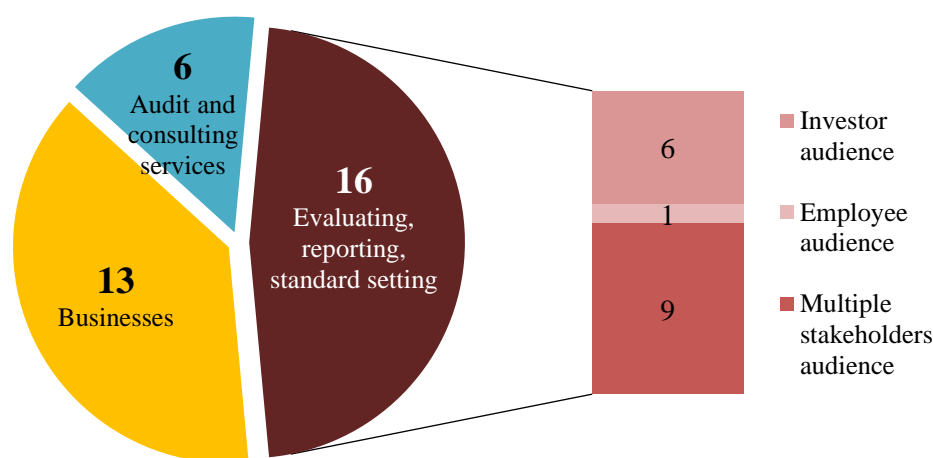 6
Audit and
consulting
services
16
Evaluating,
reporting,
standard setting
13
Businesses
6
1
9
Investor
audience
Employee
audience
Multiple
stakeholders
audience